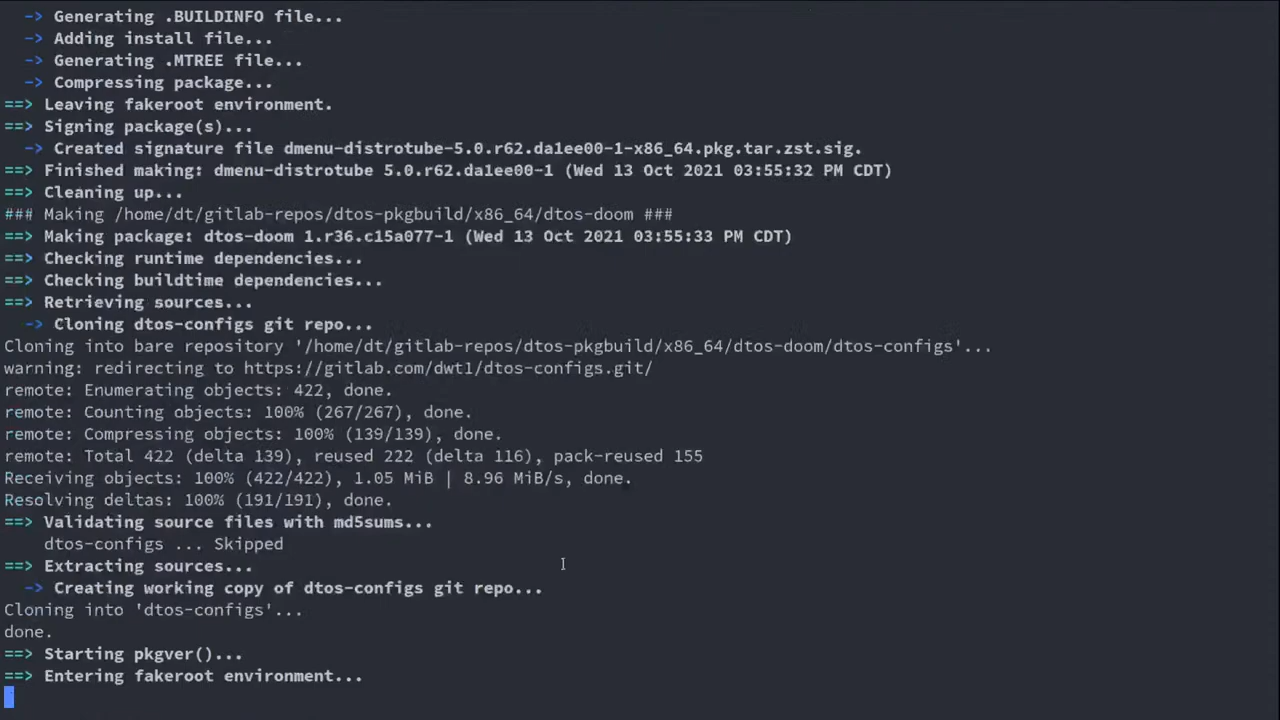 -> Generating .BUILDINFO file...
-> Adding install file...
-> Generating .MTREE file...
-> Compressing package...
==> Leaving fakeroot environment.
==> Signing package(s)...
-> Created signature file dmenu-distrotube-5.0.r62.da1ee00-1-x86_64.pkg.tar.zst.sig.
==> Finished making: dmenu-distrotube 5.0.r62.da1ee00-1 (Wed 13 Oct 2021 03:55:32 PM CDT)
==> Cleaning up...
### Making /home/dt/gitlab-repos/dtos-pkgbuild/x86_64/dtos-doom ###
==> Making package: dtos-doom 1.r36.c15a077-1 (Wed 13 Oct 2021 03:55:33 PM CDT)
==> Checking runtime dependencies...
==> Checking buildtime dependencies...
==> Retrieving sources...
-> Cloning dtos-configs git repo...
Cloning into bare repository '/home/dt/gitlab-repos/dtos-pkgbuild/x86_64/dtos-doom/dtos-configs'...
warning: redirecting to https://gitlab.com/dwt1/dtos-configs.git/
remote: Enumerating objects: 422, done.
remote: Counting objects: 100% (267/267), done.
remote: Compressing objects: 100% (139/139), done.
remote: Total 422 (delta 139), reused 222 (delta 116), pack-reused 155
Receiving objects: 100% (422/422), 1.05 MiB | 8.96 MiB/s, done.
Resolving deltas: 100% (191/191), done.
==> Validating source files with md5sums...
dtos-configs ... Skipped
==> Extracting sources...
-> Creating working copy of dtos-configs git repo...
Cloning into 'dtos-configs'...
done.
==> Starting pkgver()...
==> Entering fakeroot environment...